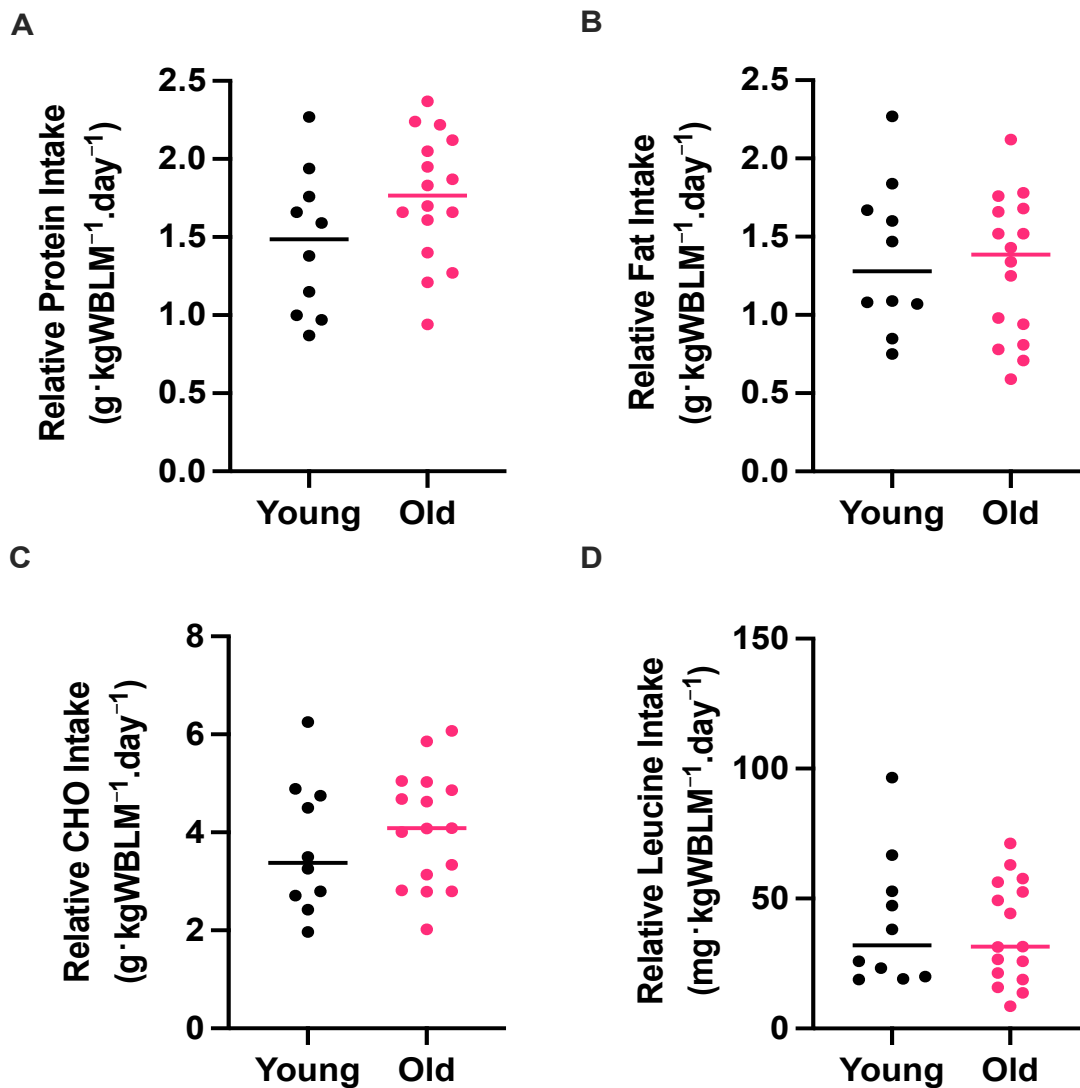 A
Relative Protein Intake
(g·kgWBLM⁻¹.day⁻¹)
2.5
2.0
1.5
1.0
0.5
0.0
Young Old
B
Relative Fat Intake
(g·kgWBLM⁻¹.day⁻¹)
2.5
2.0
1.5
1.0
0.5
0.0
Young Old
C
Relative CHO Intake
(g·kgWBLM⁻¹.day⁻¹)
8
6
4
2
0
Young Old
D
Relative Leucine Intake
(mg·kgWBLM⁻¹.day⁻¹)
150
100
50
0
Young Old